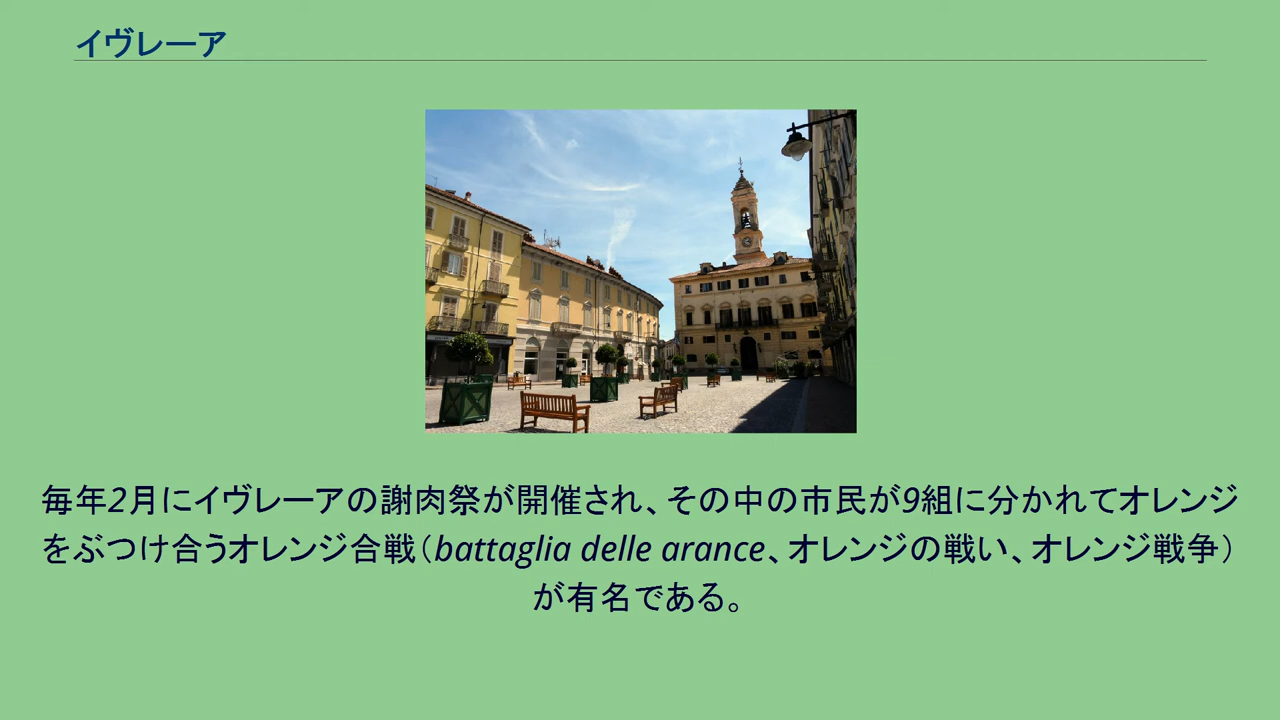 イヴレーア
毎年2月にイヴレーアの謝肉祭が開催され、その中の市民が9組に分かれてオレンジ
をぶつけ合うオレンジ合戦（battaglia delle arance、オレンジの戦い、オレンジ戦争）
が有名である。